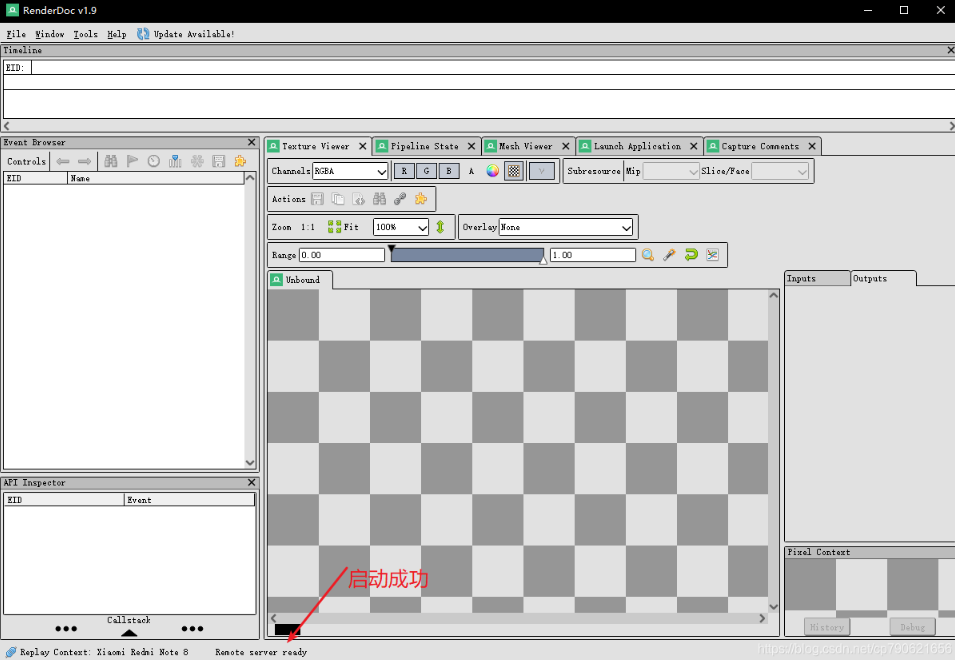 RenderDoc v1.9
File Window Tools Help Update Available!
Timeline
EID:
Event Browser
Controls
EID Name
Texture Viewer Pipeline State Mesh Viewer Launch Application Capture Comments
Channels RGBA R G B A Subresource Mip Slice/Face
Actions
Zoom 1:1 Fit 100% Overlay None
Range 0.00 1.00
Unbound
Inputs Outputs
API Inspector
EID Event
Callstack
启动成功
Pixel Context
History Debug
Replay Context: Xiaomi Redmi Note 8 Remote server ready
https://blog.csdn.net/cp790621656